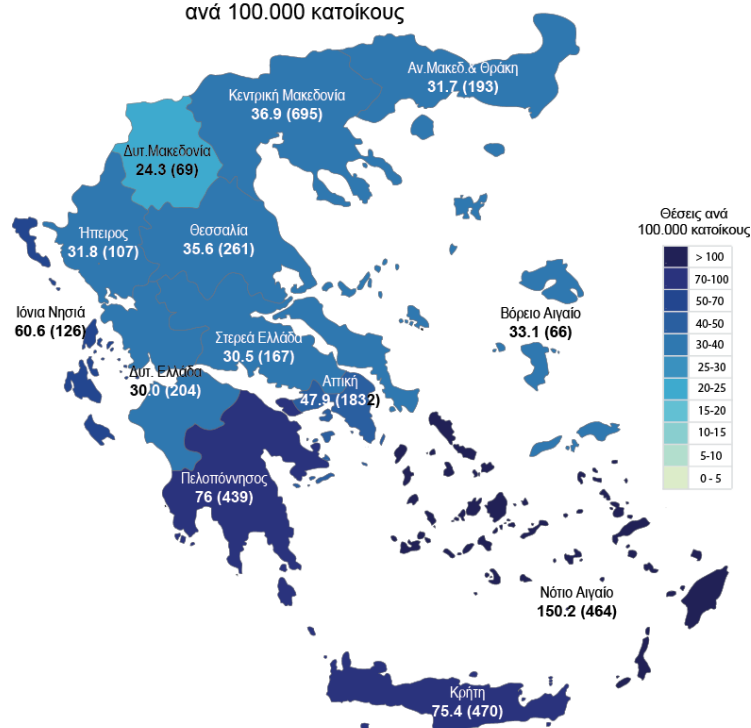 ανά 100.000 κατοίκους
Αν.Μακεδ.& Θράκη
31.7 (193)
Κεντρική Μακεδονία
36.9 (695)
Δυτ.Μακεδονία
24.3 (69)
Ήπειρος
31.8 (107)
Θεσσαλία
35.6 (261)
Ιόνια Νησιά
60.6 (126)
Στερεά Ελλάδα
30.5 (167)
Βόρειο Αιγαίο
33.1 (66)
Δυτ. Ελλάδα
30.0 (204)
Αττική
47.9 (1832)
Πελοπόννησος
76 (439)
Νότιο Αιγαίο
150.2 (464)
Κρήτη
75.4 (470)
Θέσεις ανά
100.000 κατοίκους
> 100
70-100
50-70
40-50
30-40
25-30
20-25
15-20
10-15
5-10
0 - 5